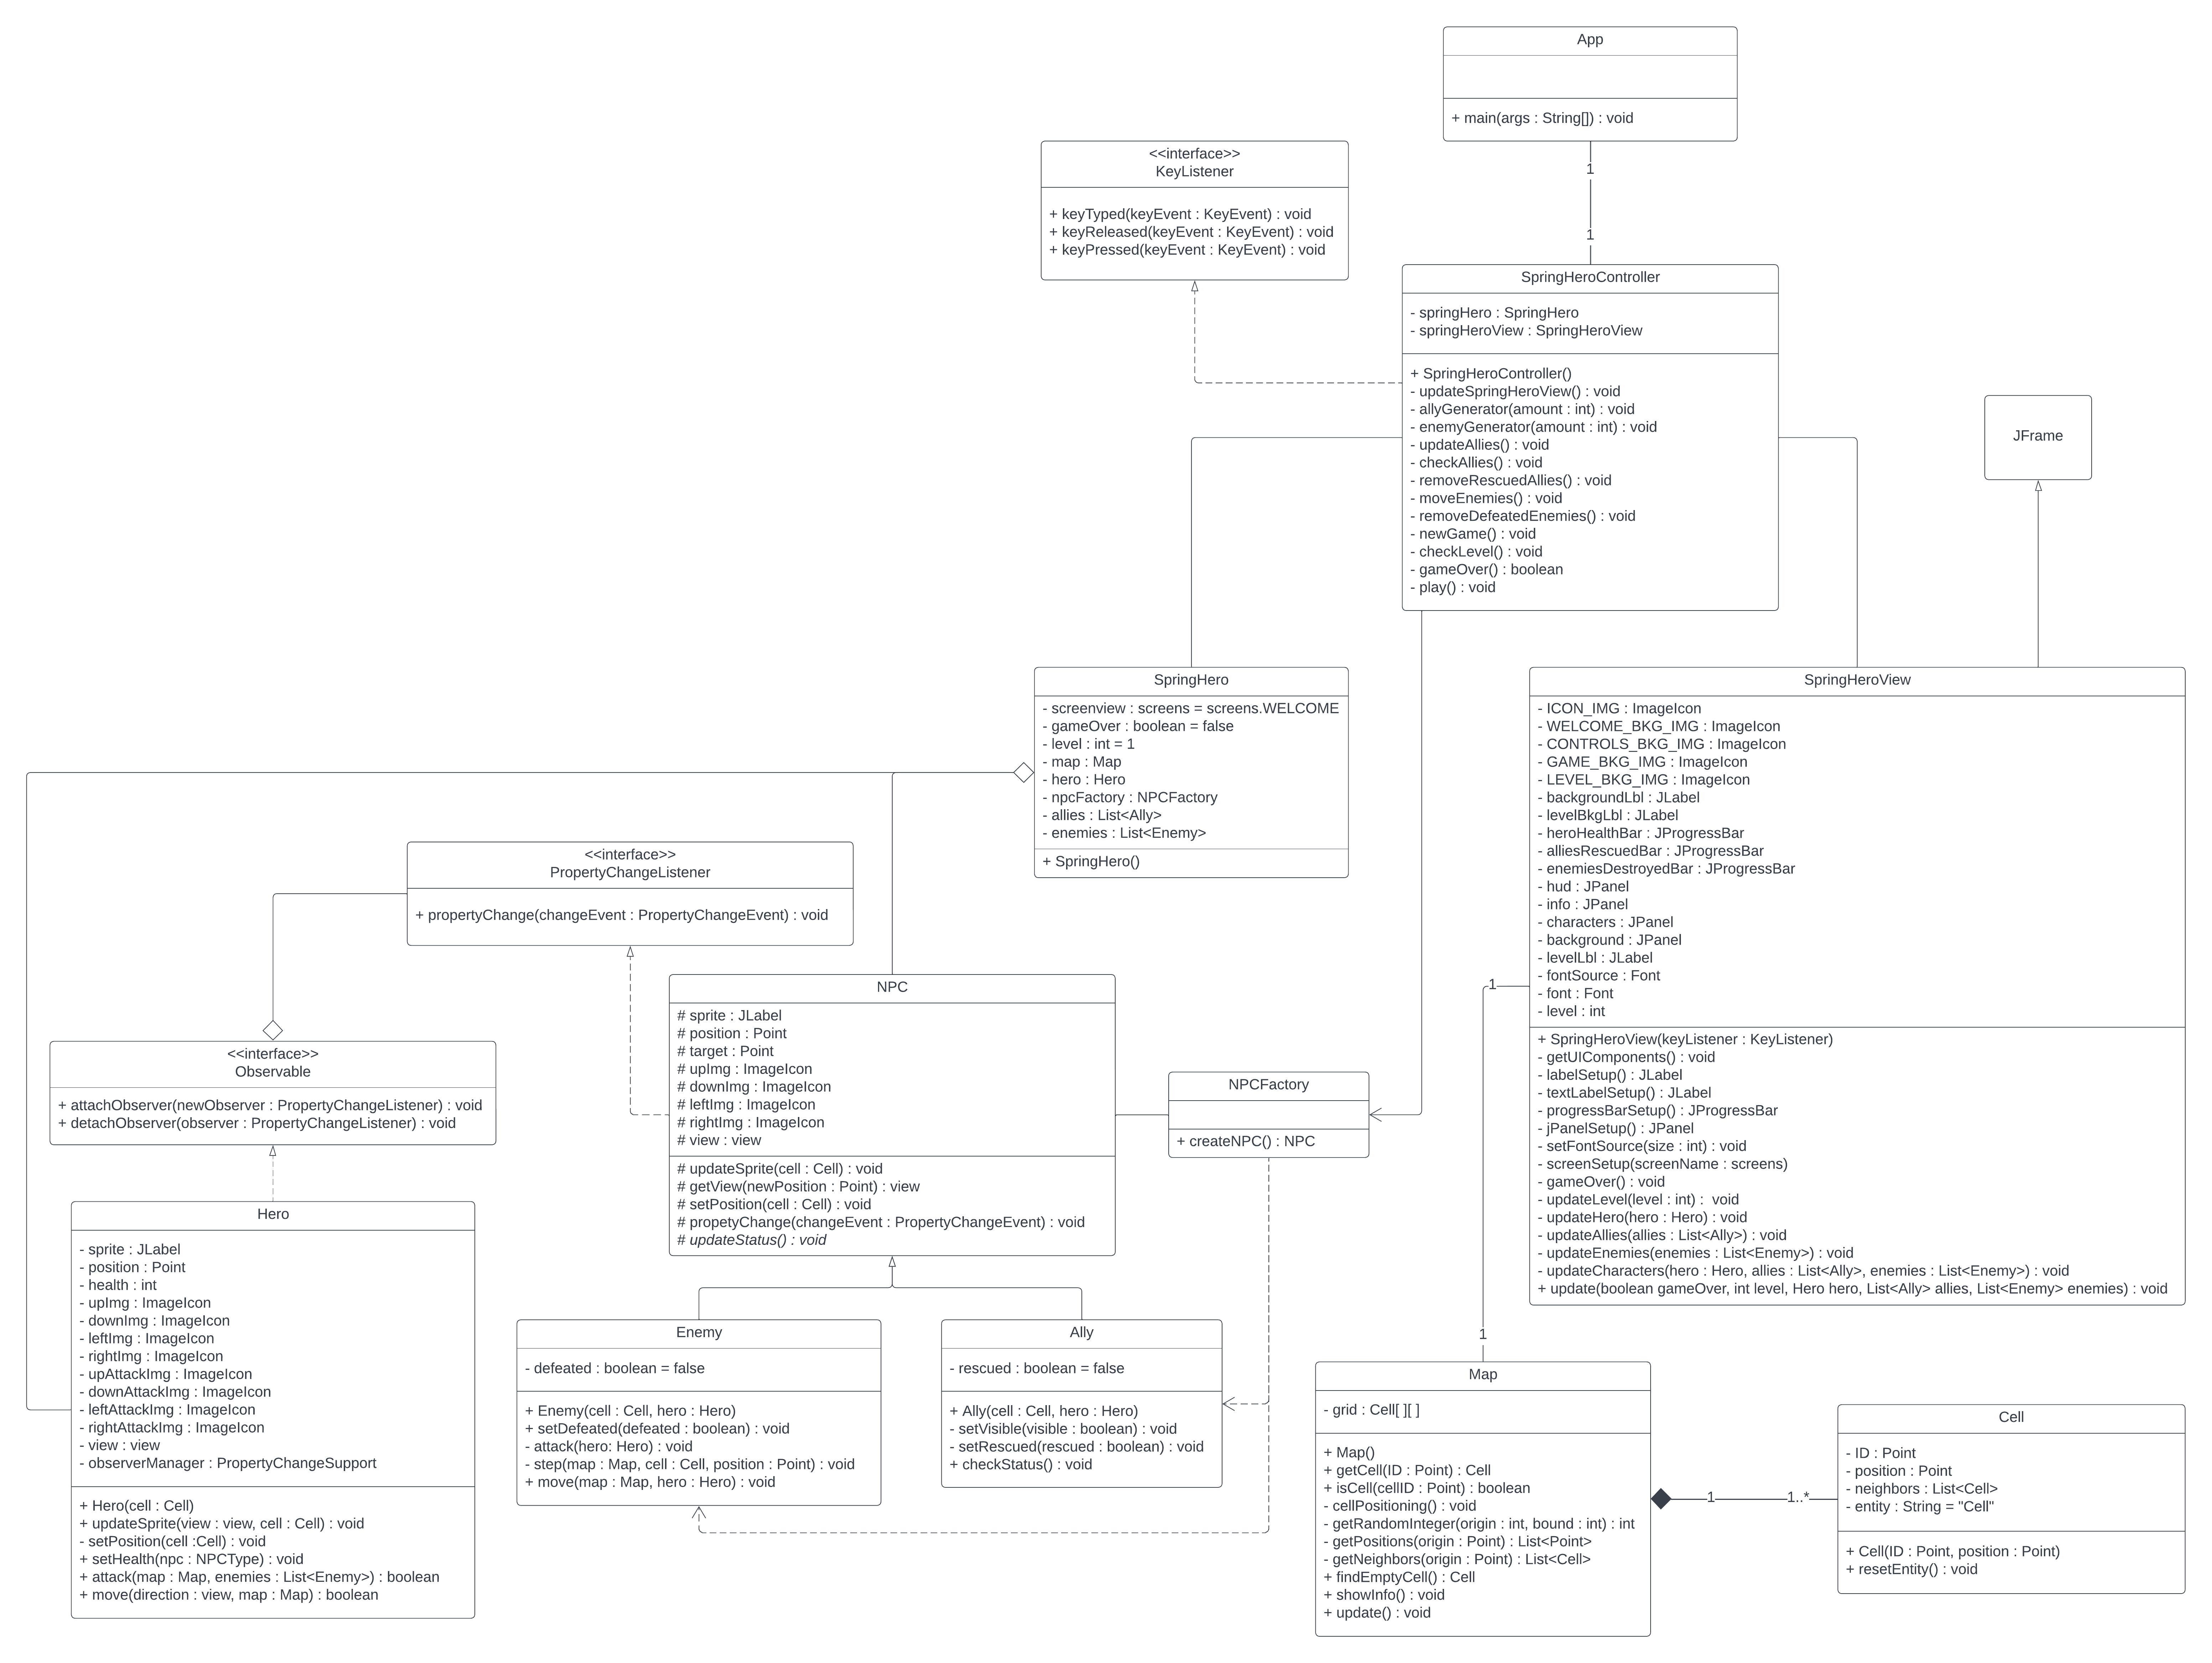 App
+ main(args : String[]) : void
1
1
<<interface>>
KeyListener
+ keyTyped(keyEvent : KeyEvent) : void
+ keyReleased(keyEvent : KeyEvent) : void
+ keyPressed(keyEvent : KeyEvent) : void
SpringHeroController
- springHero : SpringHero
- springHeroView : SpringHeroView
+ SpringHeroController()
- updateSpringHeroView() : void
- allyGenerator(amount : int) : void
- enemyGenerator(amount : int) : void
- updateAllies() : void
- checkAllies() : void
- removeRescuedAllies() : void
- moveEnemies() : void
- removeDefeatedEnemies() : void
- newGame() : void
- checkLevel() : void
- gameOver() : boolean
- play() : void
JFrame
SpringHero
- screenview : screens = screens.WELCOME
- gameOver : boolean = false
- level : int = 1
- map : Map
- hero : Hero
- npcFactory : NPCFactory
- allies : List<Ally>
- enemies : List<Enemy>
+ SpringHero()
SpringHeroView
- ICON_IMG : ImageIcon
- WELCOME_BKG_IMG : ImageIcon
- CONTROLS_BKG_IMG : ImageIcon
- GAME_BKG_IMG : ImageIcon
- LEVEL_BKG_IMG : ImageIcon
- backgroundLbl : JLabel
- levelBkgLbl : JLabel
- heroHealthBar : JProgressBar
- alliesRescuedBar : JProgressBar
- enemiesDestroyedBar : JProgressBar
- hud : JPanel
- info : JPanel
- characters : JPanel
- background : JPanel
- levelLbl : JLabel
- fontSource : Font
- font : Font
- level : int
+ SpringHeroView(keyListener : KeyListener)
- getUIComponents() : void
- labelSetup() : JLabel
- textLabelSetup() : JLabel
- progressBarSetup() : JProgressBar
- jPanelSetup() : JPanel
- setFontSource(size : int) : void
- screenSetup(screenName : screens)
- gameOver() : void
- updateLevel(level : int) :  void
- updateHero(hero : Hero) : void
- updateAllies(allies : List<Ally>) : void
- updateEnemies(enemies : List<Enemy>) : void
- updateCharacters(hero : Hero, allies : List<Ally>, enemies : List<Enemy>) : void
+ update(boolean gameOver, int level, Hero hero, List<Ally> allies, List<Enemy> enemies) : void
<<interface>>
PropertyChangeListener
+ propertyChange(changeEvent : PropertyChangeEvent) : void
<<interface>>
Observable
+ attachObserver(newObserver : PropertyChangeListener) : void
+ detachObserver(observer : PropertyChangeListener) : void
NPC
# sprite : JLabel
# position : Point
# target : Point
# upImg : ImageIcon
# downImg : ImageIcon
# leftImg : ImageIcon
# rightImg : ImageIcon
# view : view
# updateSprite(cell : Cell) : void
# getView(newPosition : Point) : view
# setPosition(cell : Cell) : void
# propetyChange(changeEvent : PropertyChangeEvent) : void
# updateStatus() : void
NPCFactory
+ createNPC() : NPC
1
1
Hero
- sprite : JLabel
- position : Point
- health : int
- upImg : ImageIcon
- downImg : ImageIcon
- leftImg : ImageIcon
- rightImg : ImageIcon
- upAttackImg : ImageIcon
- downAttackImg : ImageIcon
- leftAttackImg : ImageIcon
- rightAttackImg : ImageIcon
- view : view
- observerManager : PropertyChangeSupport
+ Hero(cell : Cell)
+ updateSprite(view : view, cell : Cell) : void
- setPosition(cell :Cell) : void
+ setHealth(npc : NPCType) : void
+ attack(map : Map, enemies : List<Enemy>) : boolean
+ move(direction : view, map : Map) : boolean
Enemy
- defeated : boolean = false
+ Enemy(cell : Cell, hero : Hero)
+ setDefeated(defeated : boolean) : void
- attack(hero: Hero) : void
- step(map : Map, cell : Cell, position : Point) : void
+ move(map : Map, hero : Hero) : void
Ally
- rescued : boolean = false
+ Ally(cell : Cell, hero : Hero)
- setVisible(visible : boolean) : void
- setRescued(rescued : boolean) : void
+ checkStatus() : void
Map
- grid : Cell[ ][ ]
+ Map()
+ getCell(ID : Point) : Cell
+ isCell(cellID : Point) : boolean
- cellPositioning() : void
- getRandomInteger(origin : int, bound : int) : int
- getPositions(origin : Point) : List<Point>
- getNeighbors(origin : Point) : List<Cell>
+ findEmptyCell() : Cell
+ showInfo() : void
+ update() : void
1
1..*
Cell
- ID : Point
- position : Point
- neighbors : List<Cell>
- entity : String = "Cell"
+ Cell(ID : Point, position : Point)
+ resetEntity() : void